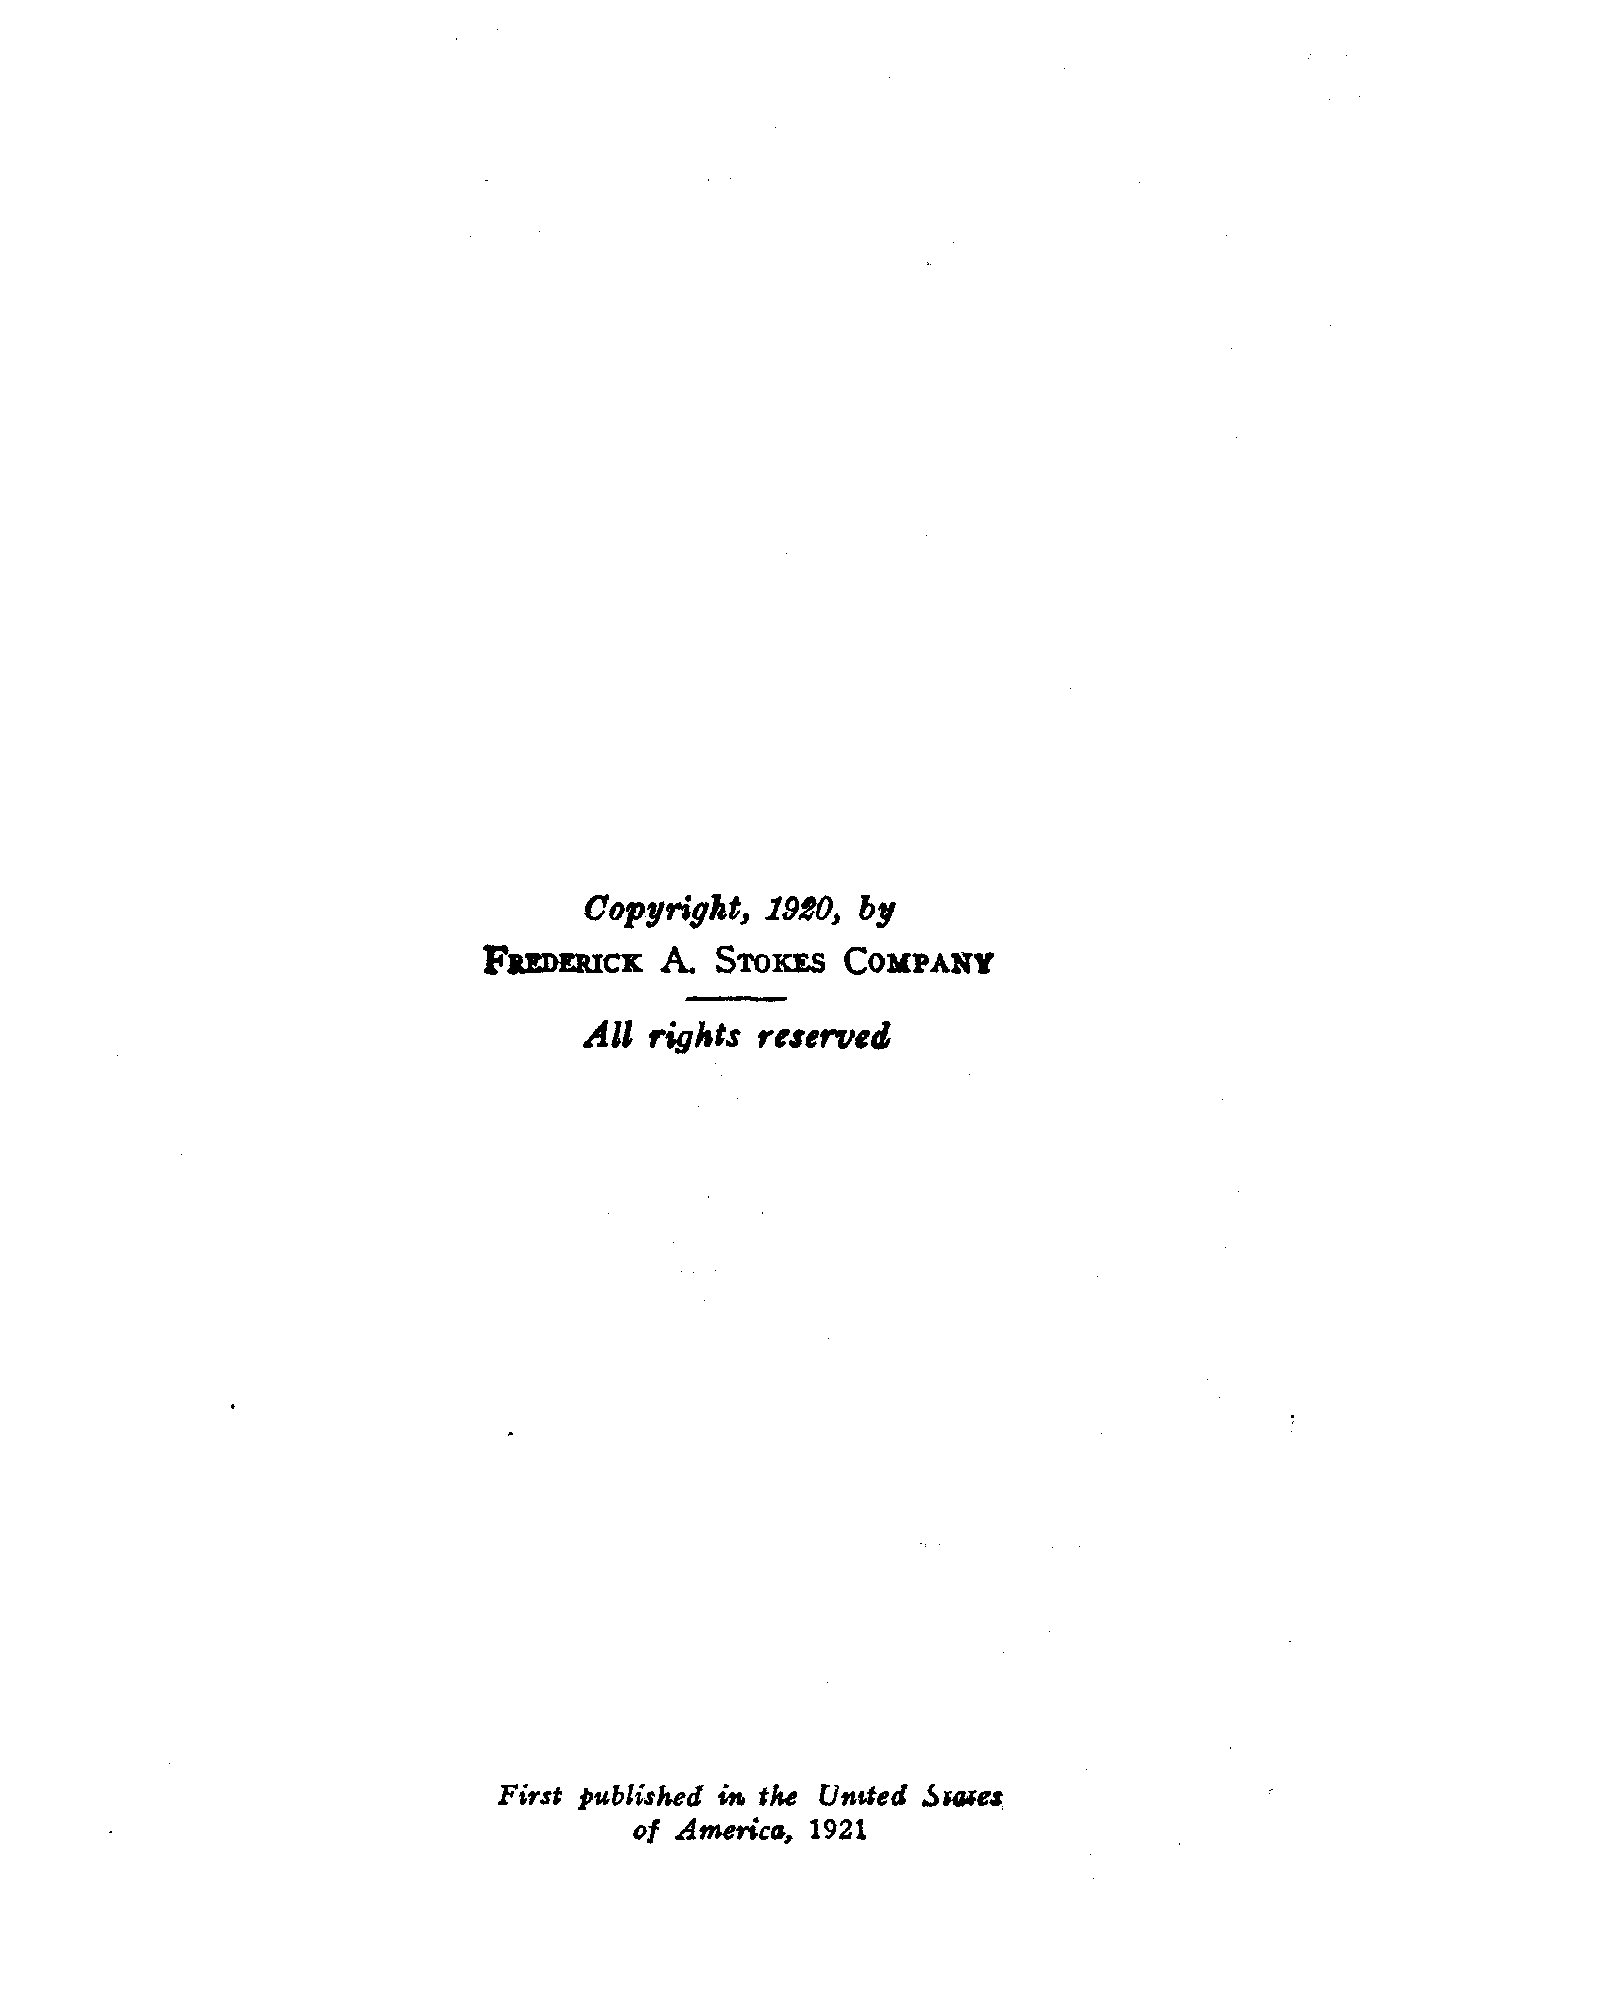 Copyright, 1920, by
FREDERICK A. STOKES COMPANY
All rights reserved
First published in the United States
of America, 1921